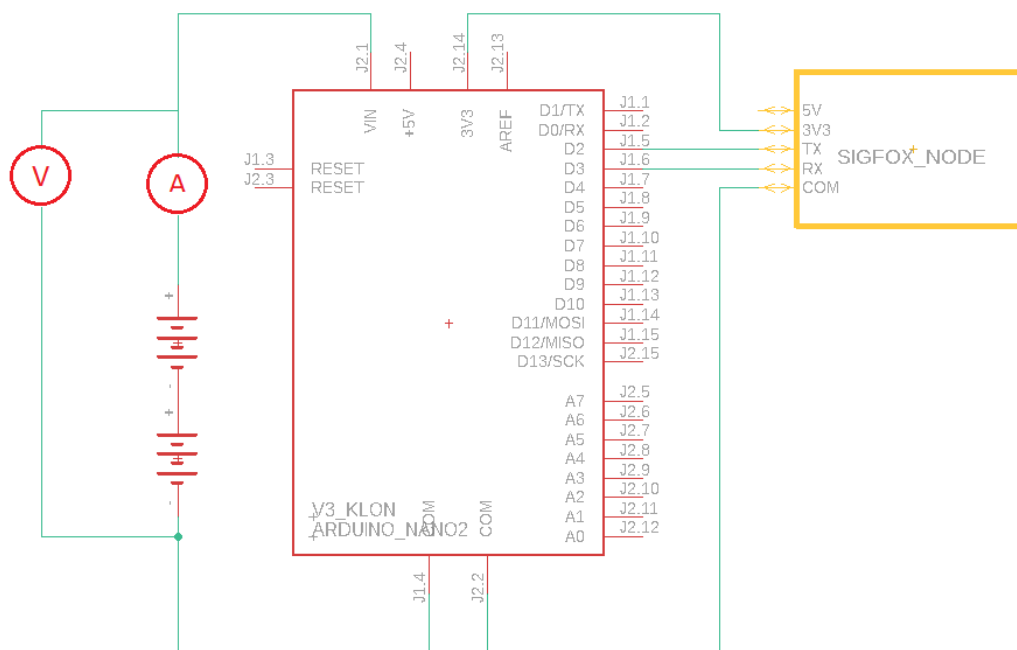 J2.1
J2.4
J2.14
J2.13
VIN
+5V
3V3
AREF
V
A
J1.3
RESET
J2.3
RESET
D1/TX J1.1
D0/RX J1.2
D2 J1.5
D3 J1.6
D4 J1.7
D5 J1.8
D6 J1.9
D7 J1.10
D8 J1.11
D9 J1.12
D10 J1.13
D11/MOSI J1.14
D12/MISO J1.15
D13/SCK J2.15
A7 J2.5
A6 J2.6
A5 J2.7
A4 J2.8
A3 J2.9
A2 J2.10
A1 J2.11
A0 J2.12
5V
3V3
TX
RX
COM
SIGFOX_NODE
+
-
+
-
V3_KLON
ARDUINO_NANO2
COM
COM
J1.4
J2.2